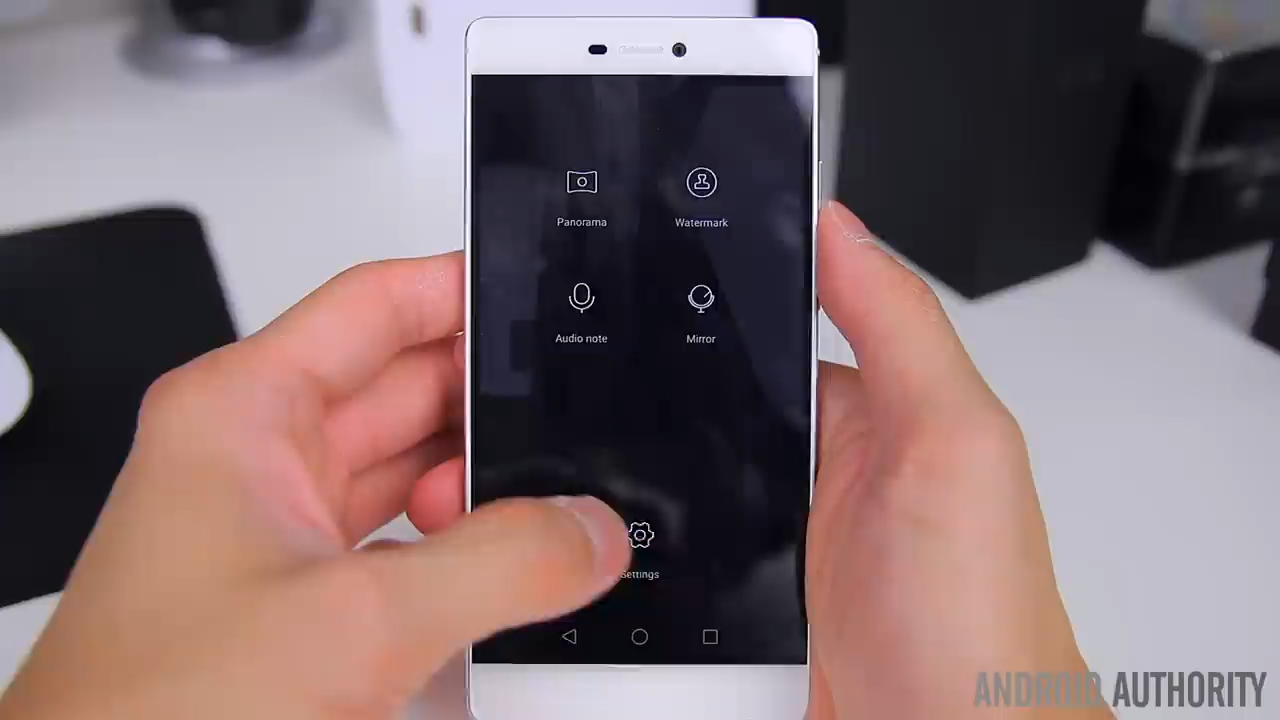 Panorama
Watermark
Audio note
Mirror
Settings
ANDROID AUTHORITY